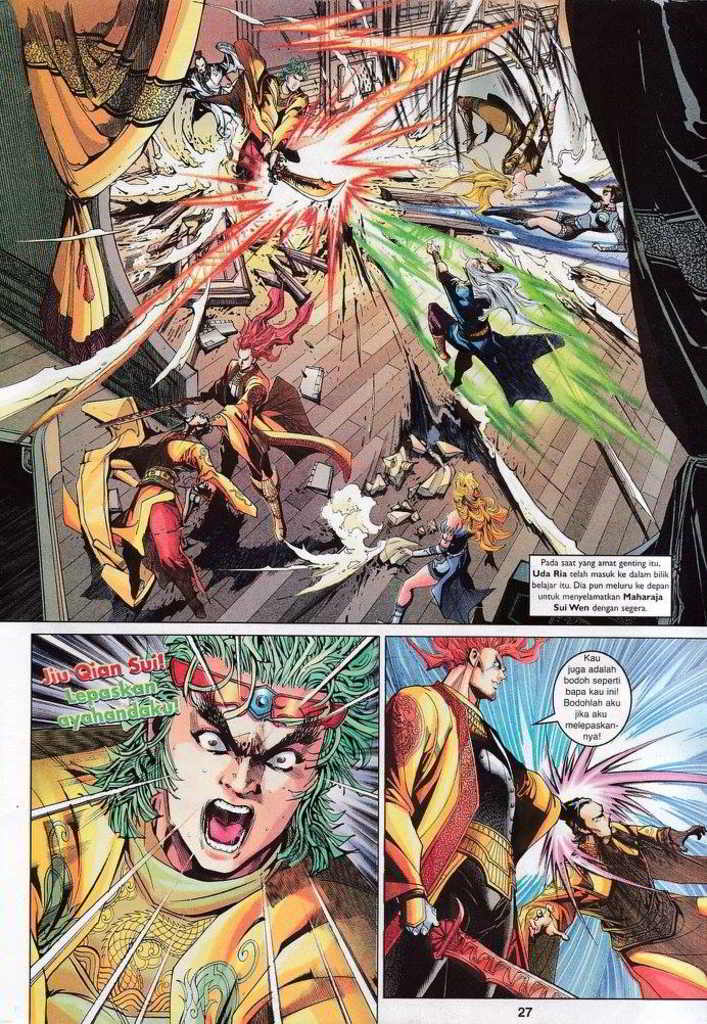 Pada saat yang amat genting itu,
Uda Ria telah masuk ke dalam bilik
belajar itu. Dia pun meluru ke depan
untuk menyelamatkan Maharaja
Sui Wen dengan segera.
Jiu Qian Sui!
Lepaskan
ayahandaku!
Kau
juga adalah
bodoh seperti
bapa kau ini!
Bodohlah aku
jika aku
melepaskan-
nya!
27